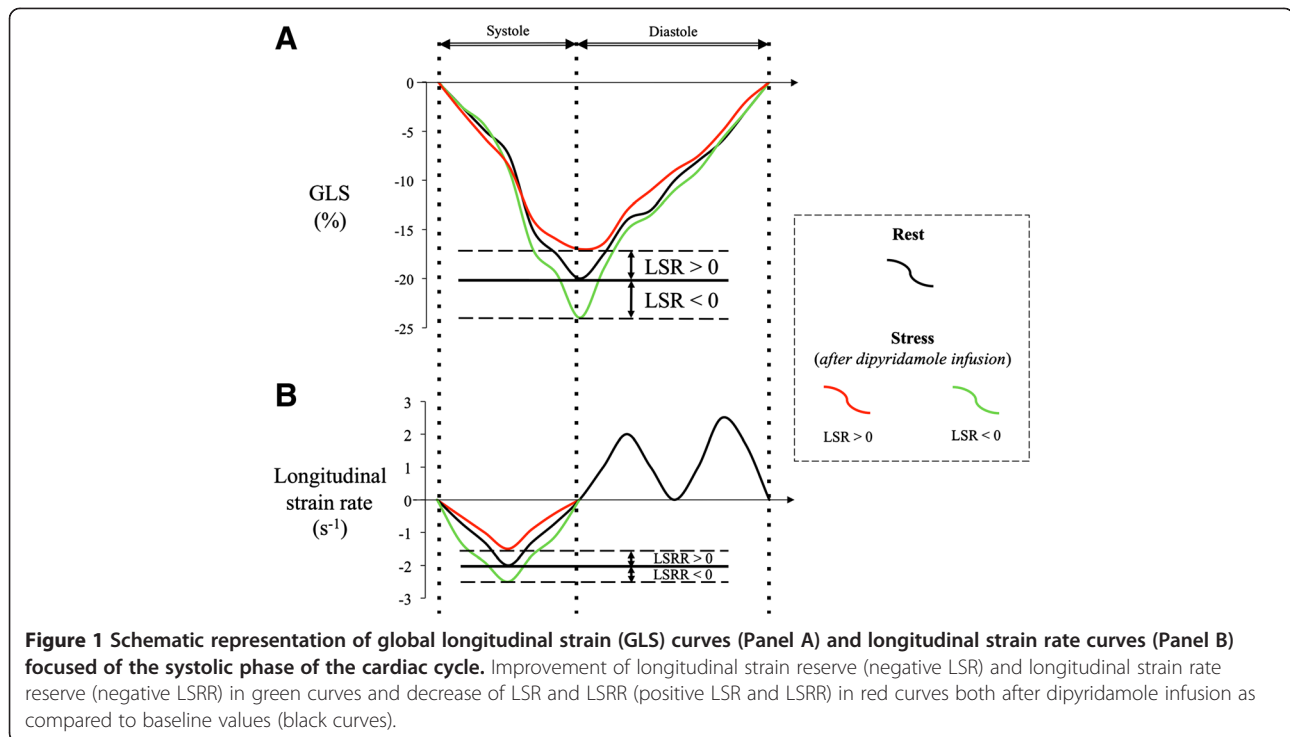 A
Systole
Diastole
0
-5
-10
-15
-20
-25
GLS
(%)
LSR > 0
LSR < 0
Rest
Stress
(after dipyridamole infusion)
LSR > 0
LSR < 0
B
3
2
1
0
-1
-2
-3
Longitudinal
strain rate
(s-1)
LSRR > 0
LSRR < 0
Figure 1 Schematic representation of global longitudinal strain (GLS) curves (Panel A) and longitudinal strain rate curves (Panel B)
focused of the systolic phase of the cardiac cycle. Improvement of longitudinal strain reserve (negative LSR) and longitudinal strain rate
reserve (negative LSRR) in green curves and decrease of LSR and LSRR (positive LSR and LSRR) in red curves both after dipyridamole infusion as
compared to baseline values (black curves).